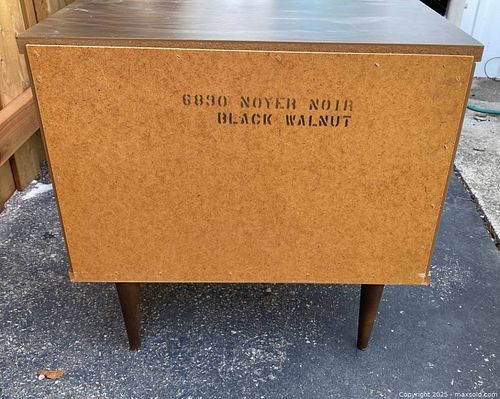 6890 NOYER NOIR
BLACK WALNUT
Copyright 2025 - maxsold.com